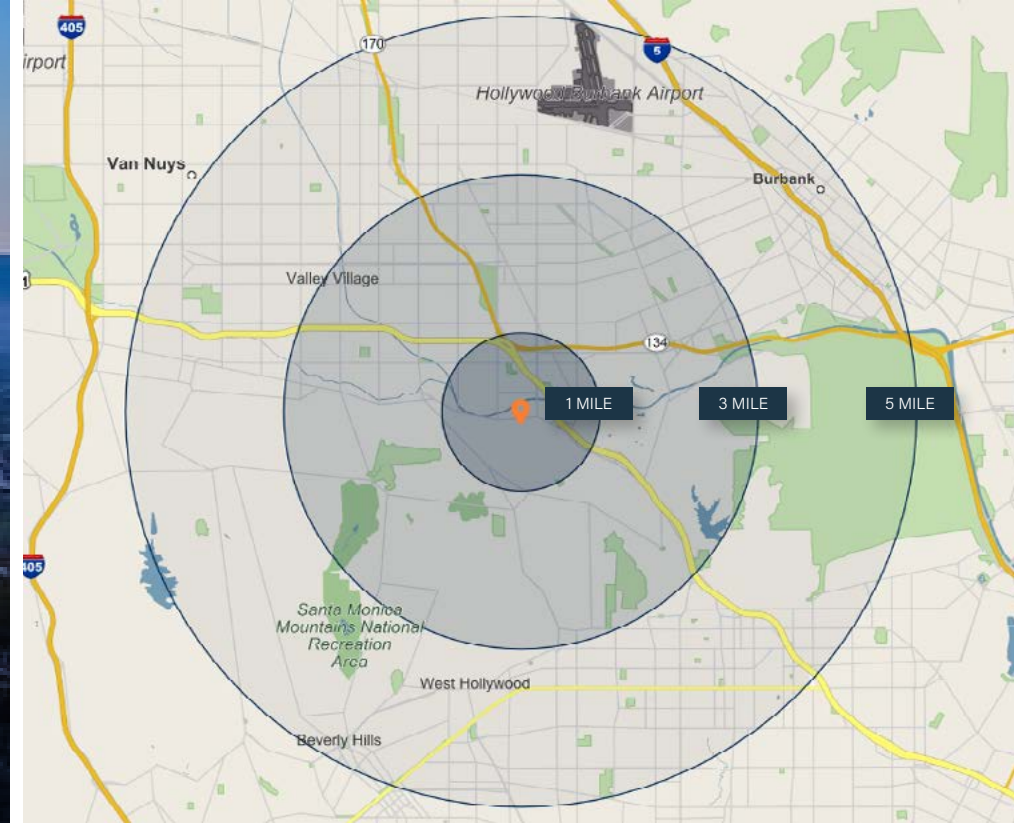 405
170
5
irport
Hollywood Burbank Airport
Van Nuys
Burbank
Valley Village
1
134
1 MILE
3 MILE
5 MILE
405
Santa Monica
Mountains National
Recreation
Area
West Hollywood
Beverly Hills